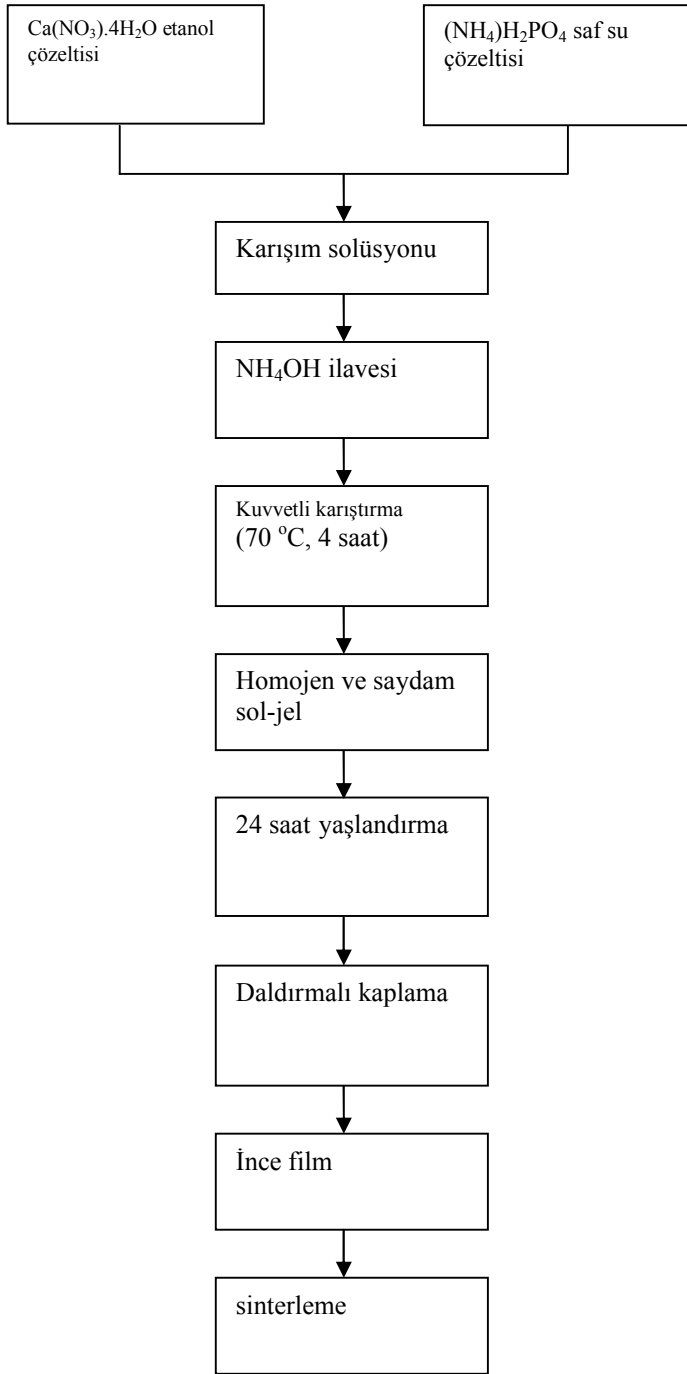 Ca(NO₃).4H₂O etanol
çözeltisi
(NH₄)H₂PO₄ saf su
çözeltisi
Karışım solüsyonu
NH₄OH ilavesi
Kuvvetli karıştırma
(70 °C, 4 saat)
Homojen ve saydam
sol-jel
24 saat yaşlandırma
Daldırmalı kaplama
İnce film
sinterleme